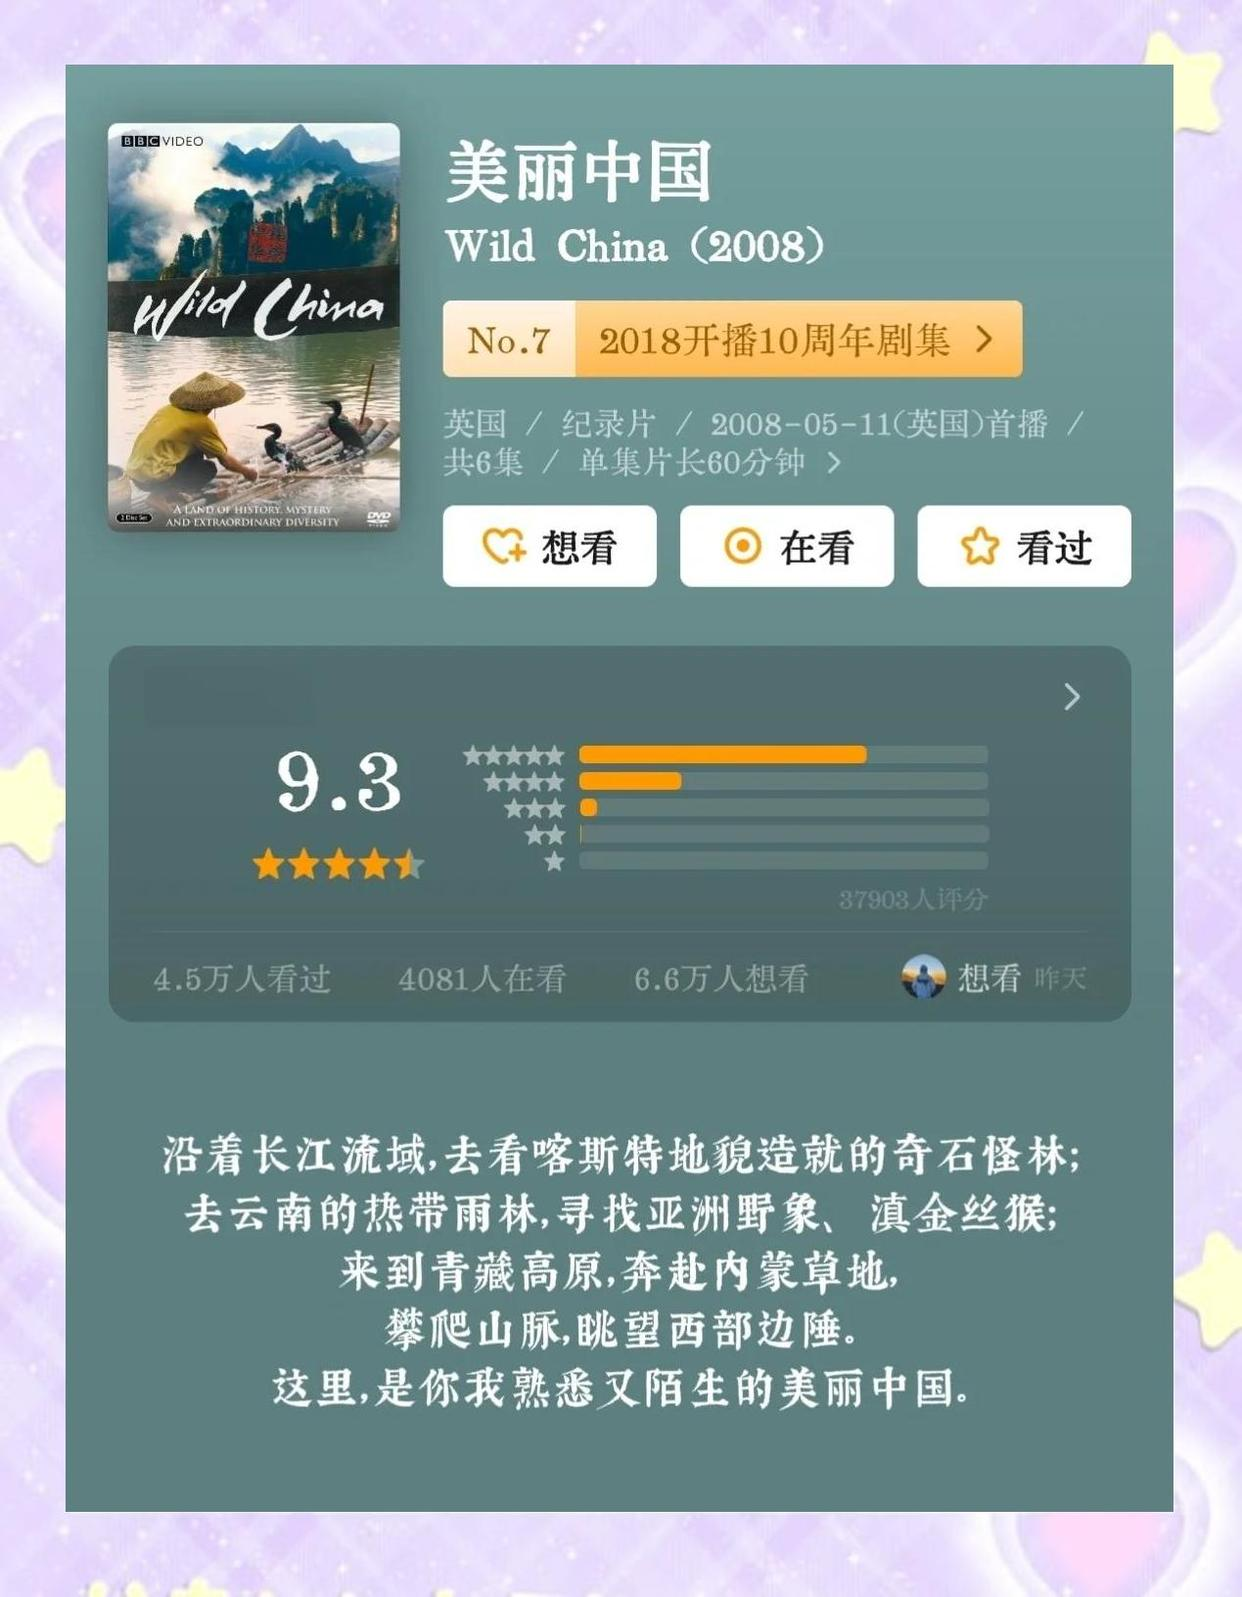 BBC VIDEO
Wild China
A LAND OF HISTORY, MYSTERY
AND EXTRAORDINARY DIVERSITY
2 Disc Set
DVD
VIDEO
美丽中国
Wild China（2008）
No.7 2018开播10周年剧集
英国 / 纪录片 / 2008-05-11(英国)首播 /
共6集 / 单集片长60分钟
想看 在看 看过
9.3
37903人评分
4.5万人看过 4081人在看 6.6万人想看 想看 昨天
沿着长江流域,去看喀斯特地貌造就的奇石怪林;
去云南的热带雨林,寻找亚洲野象、滇金丝猴;
来到青藏高原,奔赴内蒙草地,
攀爬山脉,眺望西部边陲。
这里,是你我熟悉又陌生的美丽中国。